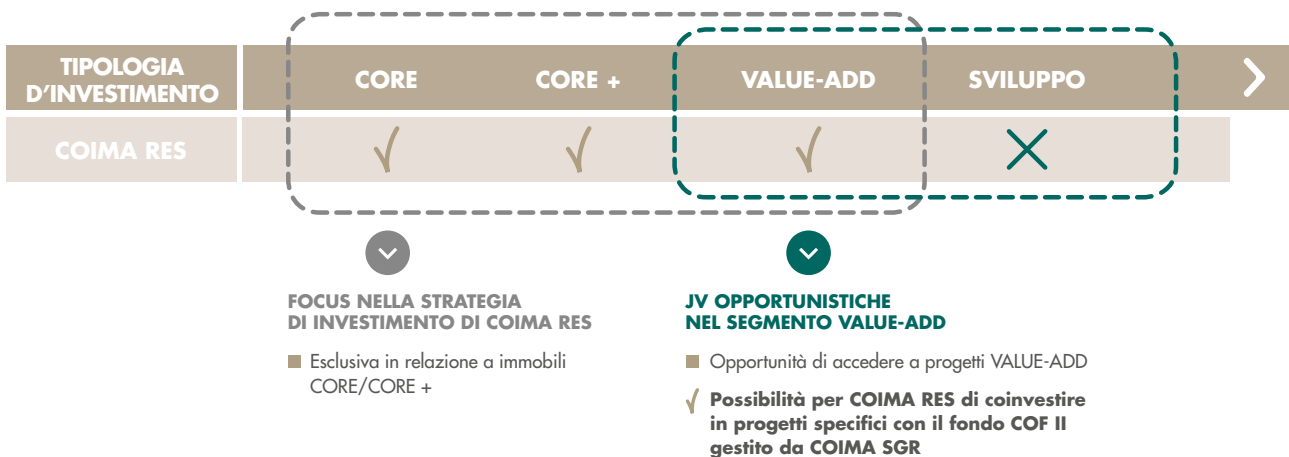 TIPOLOGIA
D'INVESTIMENTO
CORE
CORE +
VALUE-ADD
SVILUPPO
COIMA RES
FOCUS NELLA STRATEGIA
DI INVESTIMENTO DI COIMA RES
Esclusiva in relazione a immobili
CORE/CORE +
JV OPPORTUNISTICHE
NEL SEGMENTO VALUE-ADD
Opportunità di accedere a progetti VALUE-ADD
Possibilità per COIMA RES di coinvestire
in progetti specifici con il fondo COF II
gestito da COIMA SGR